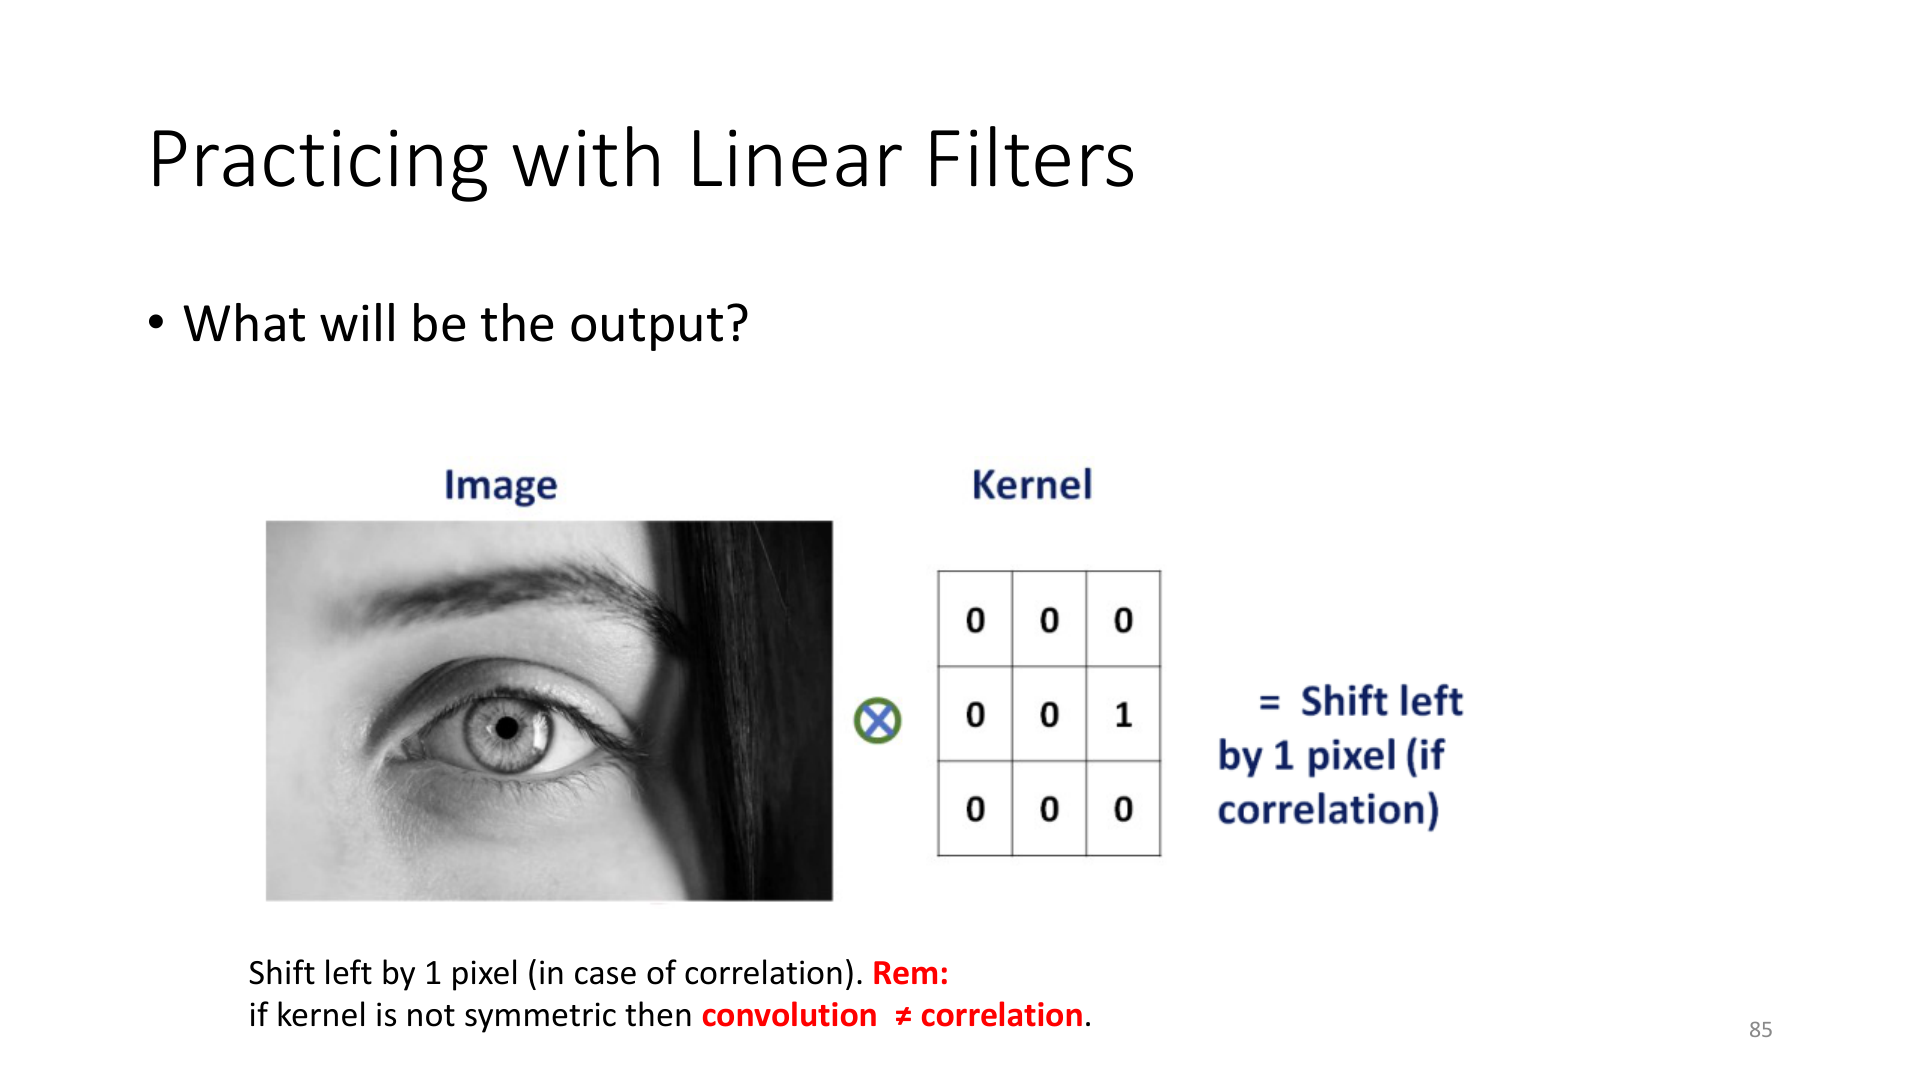 Practicing with Linear Filters
• What will be the output?
Image
Kernel
0 0 0
0 0 1
0 0 0
= Shift left
by 1 pixel (if
correlation)
Shift left by 1 pixel (in case of correlation). Rem:
if kernel is not symmetric then convolution ≠ correlation.
85